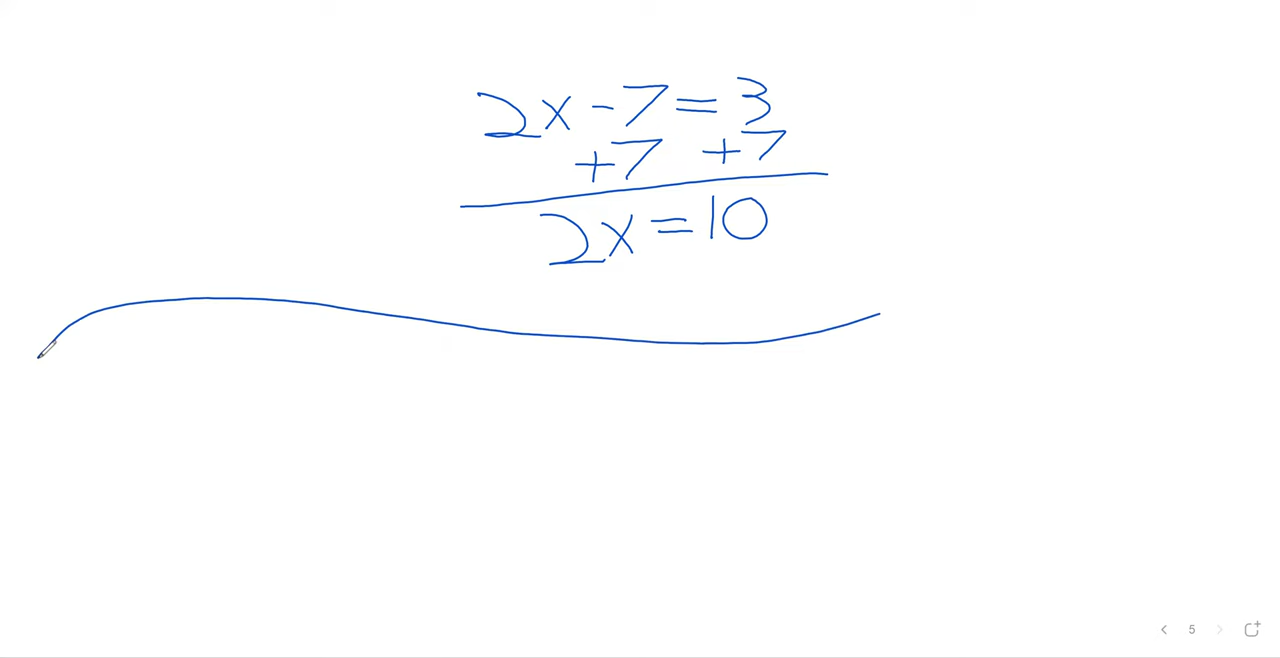 2x - 7 = 3
+7 +7
2x = 10
5